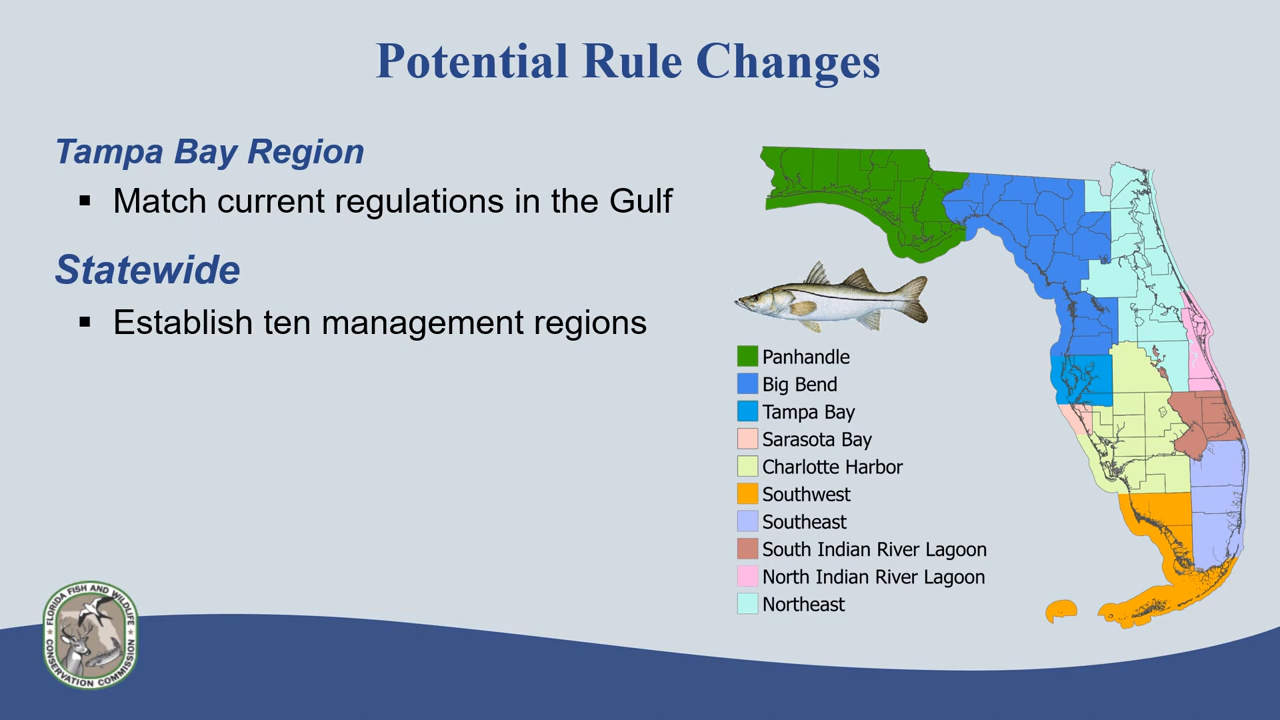 Potential Rule Changes
Tampa Bay Region
▪ Match current regulations in the Gulf
Statewide
▪ Establish ten management regions
Panhandle
Big Bend
Tampa Bay
Sarasota Bay
Charlotte Harbor
Southwest
Southeast
South Indian River Lagoon
North Indian River Lagoon
Northeast
FLORIDA FISH AND WILDLIFE
CONSERVATION COMMISSION